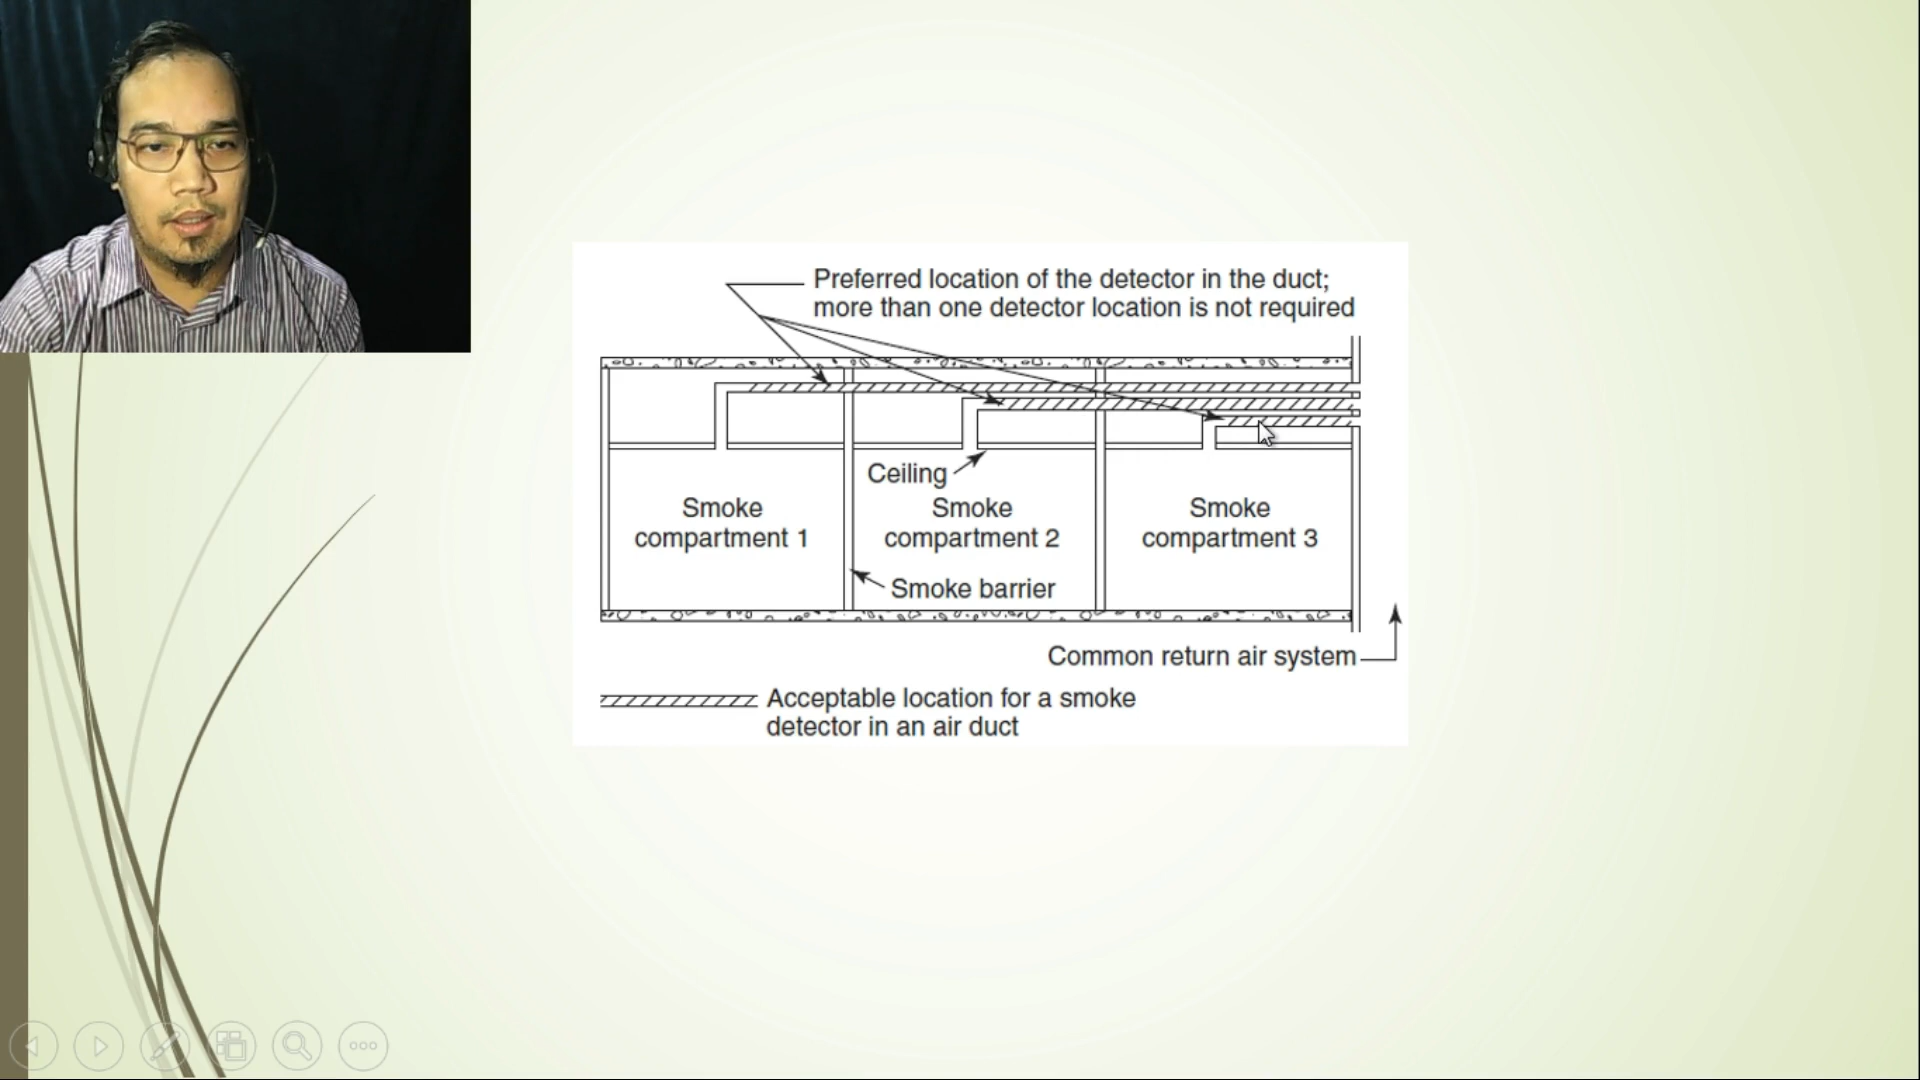 Preferred location of the detector in the duct;
more than one detector location is not required
Ceiling
Smoke
compartment 1
Smoke
compartment 2
Smoke
compartment 3
Smoke barrier
Common return air system
Acceptable location for a smoke
detector in an air duct